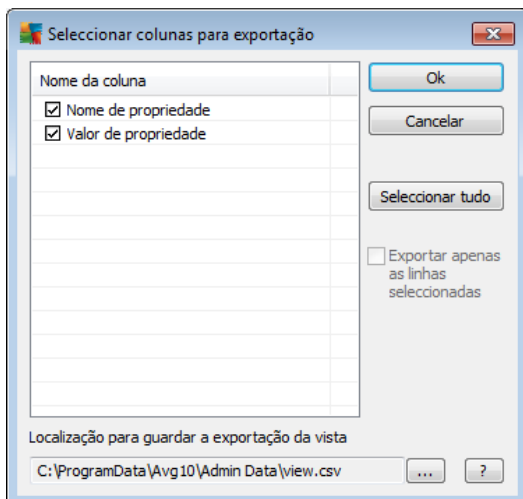 Seleccionar colunas para exportação
Nome da coluna
Nome de propriedade
Valor de propriedade
Ok
Cancelar
Seleccionar tudo
Exportar apenas
as linhas
seleccionadas
Localização para guardar a exportação da vista
C:\ProgramData\Avg10\Admin Data\view.csv
...
?